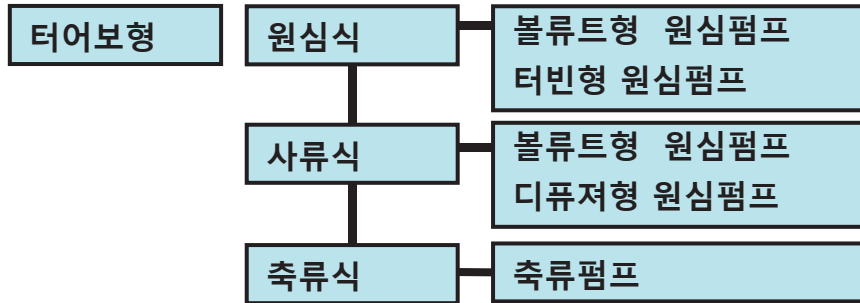 터어보형
원심식
볼류트형 원심펌프
터빈형 원심펌프
사류식
볼류트형 원심펌프
디퓨져형 원심펌프
축류식
축류펌프